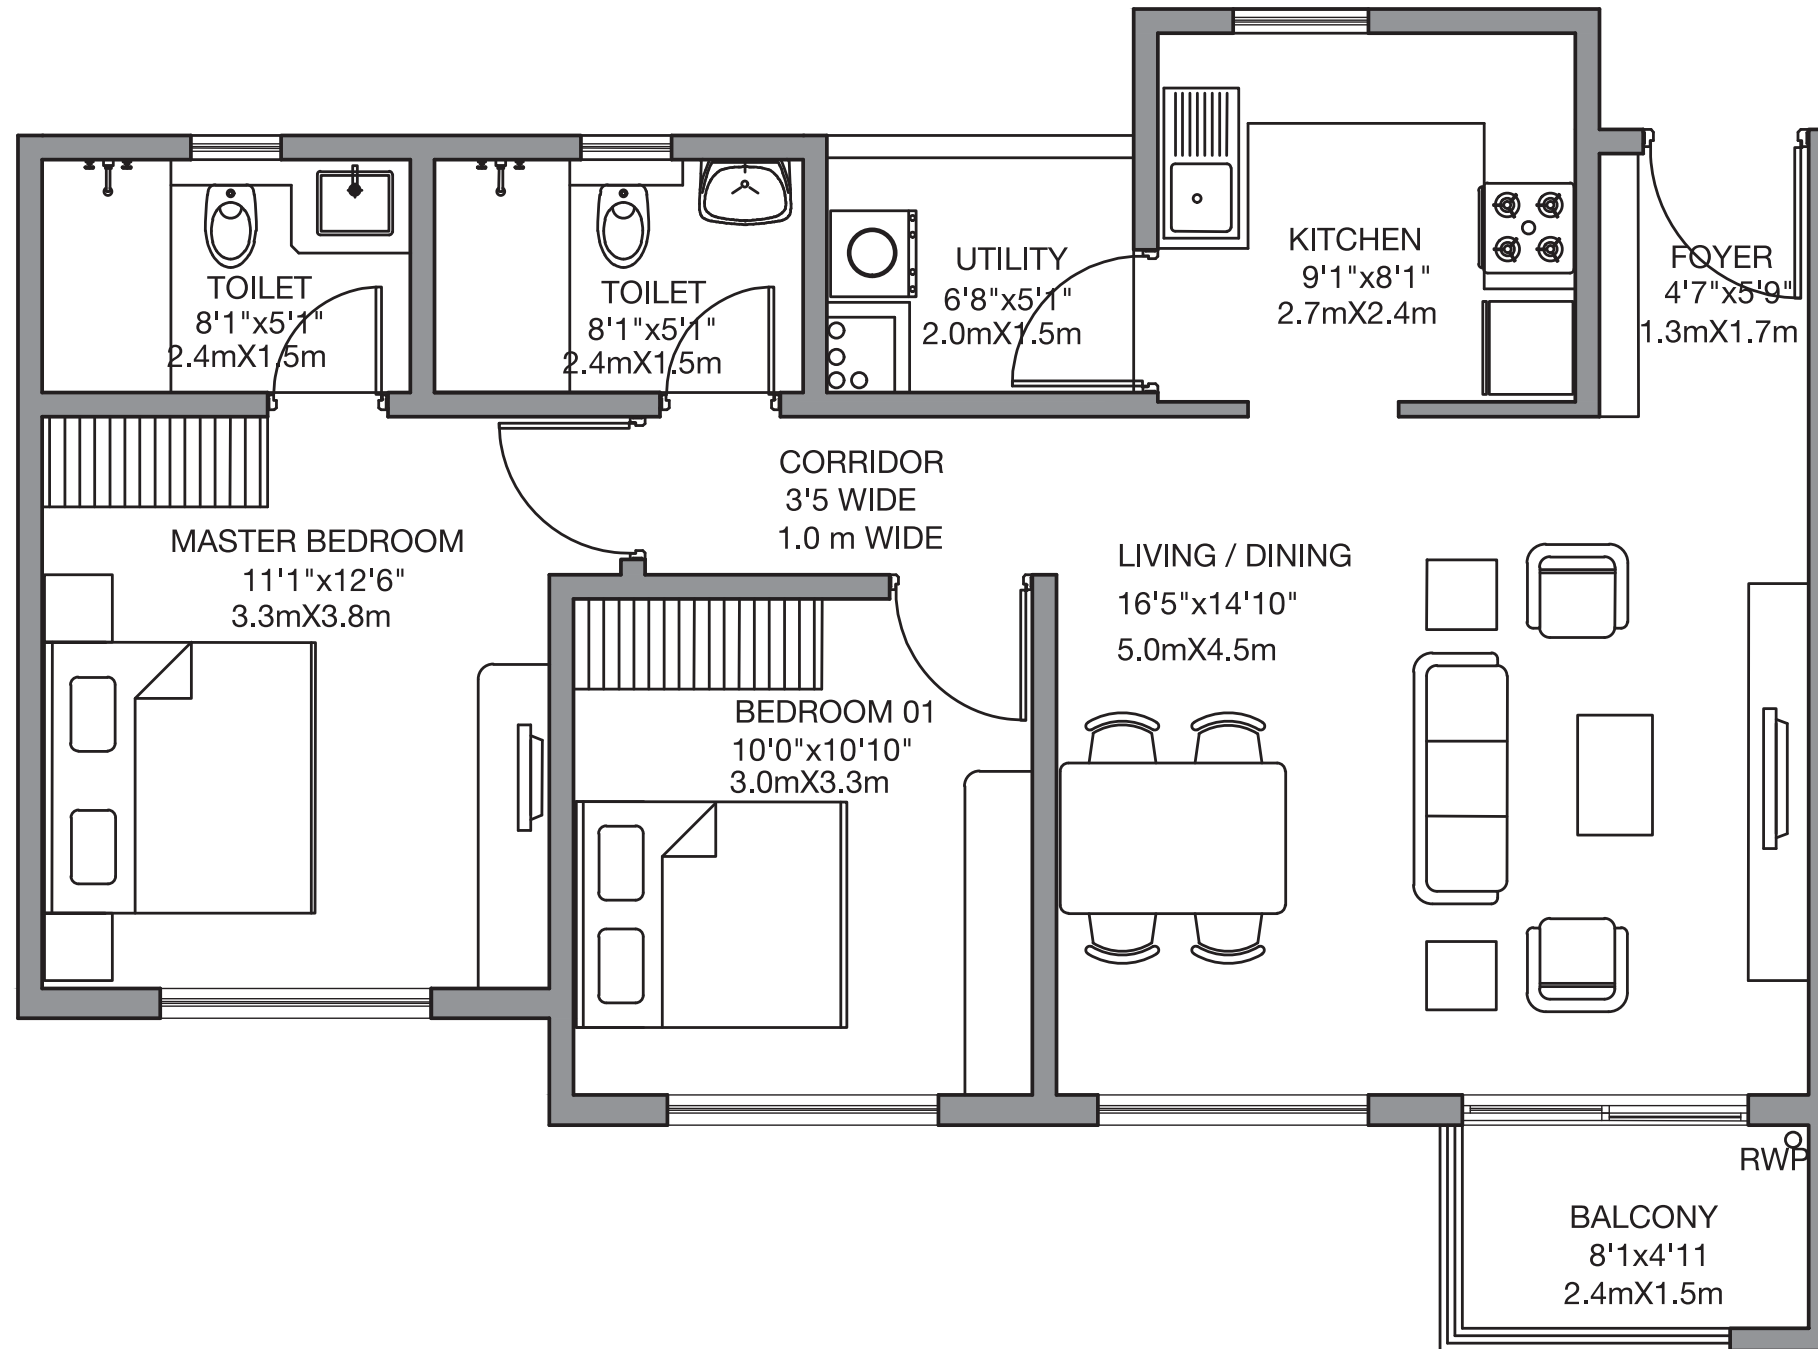 TOILET
8'1"x5'1"
2.4mX1.5m
TOILET
8'1"x5'1"
2.4mX1.5m
UTILITY
6'8"x5'1"
2.0mX1.5m
KITCHEN
9'1"x8'1"
2.7mX2.4m
FOYER
4'7"x5'9"
1.3mX1.7m
CORRIDOR
3'5 WIDE
1.0 m WIDE
MASTER BEDROOM
11'1"x12'6"
3.3mX3.8m
LIVING / DINING
16'5"x14'10"
5.0mX4.5m
BEDROOM 01
10'0"x10'10"
3.0mX3.3m
RWP
BALCONY
8'1x4'11
2.4mX1.5m